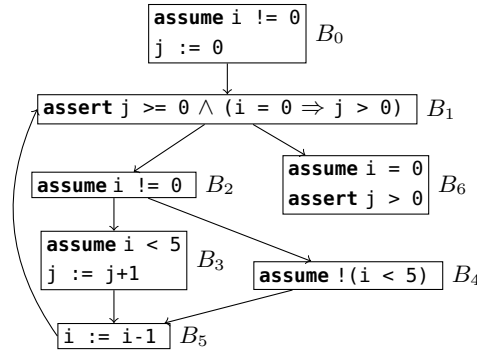 assume i != 0
j := 0
B0
assert j >= 0 ∧ (i = 0 ⇒ j > 0)
B1
assume i != 0
B2
assume i = 0
assert j > 0
B6
assume i < 5
j := j+1
B3
assume !(i < 5)
B4
i := i-1
B5